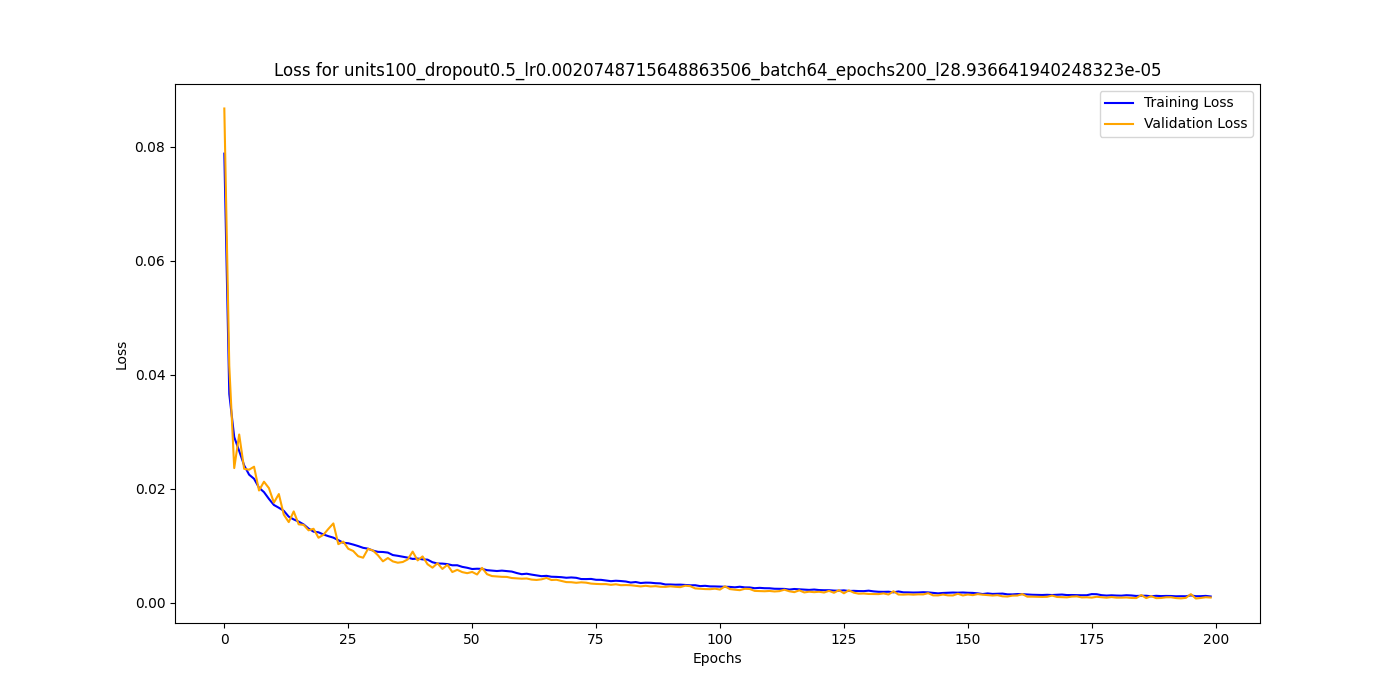 Loss for units100_dropout0.5_lr0.0020748715648863506_batch64_epochs200_l28.936641940248323e-05
Training Loss
Validation Loss
0.08
0.06
0.04
0.02
0.00
Loss
0 25 50 75 100 125 150 175 200
Epochs